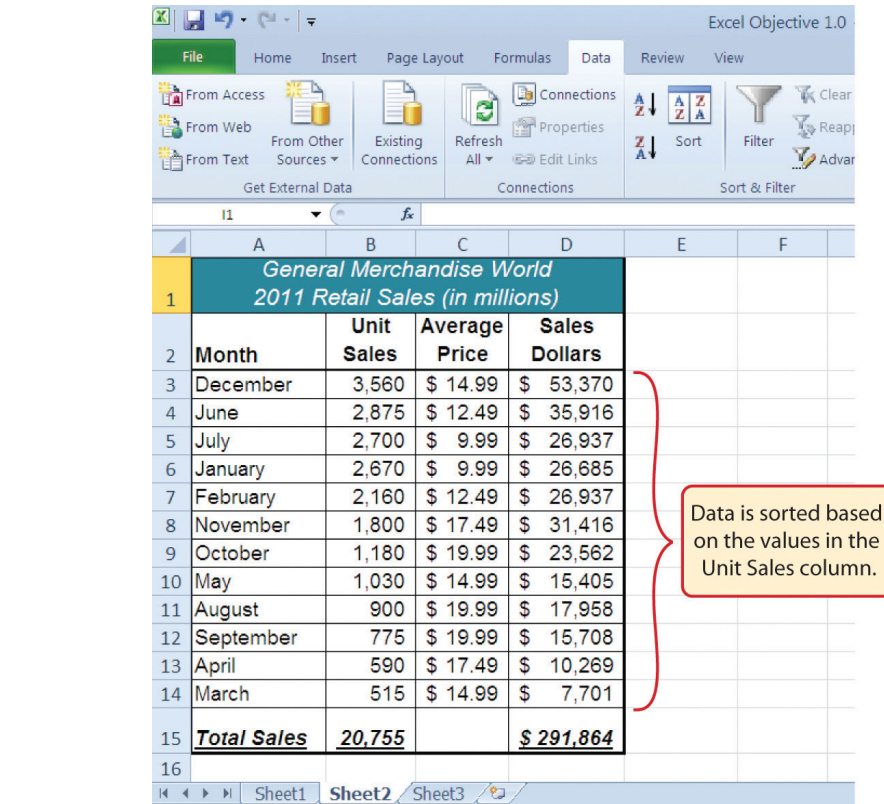 Excel Objective 1.0
File Home Insert Page Layout Formulas Data Review View
From Access
From Web
From Text
From Other
Sources
Existing
Connections
Get External Data
Refresh
All
Connections
Properties
Edit Links
Connections
Sort
Filter
Clear
Advan
Sort & Filter
I1 fx
A B C D E F
1 General Merchandise World
2011 Retail Sales (in millions)
Unit Average Sales
2 Month Sales Price Dollars
3 December 3,560 $ 14.99 $ 53,370
4 June 2,875 $ 12.49 $ 35,916
5 July 2,700 $ 9.99 $ 26,937
6 January 2,670 $ 9.99 $ 26,685
7 February 2,160 $ 12.49 $ 26,937
8 November 1,800 $ 17.49 $ 31,416
9 October 1,180 $ 19.99 $ 23,562
10 May 1,030 $ 14.99 $ 15,405
11 August 900 $ 19.99 $ 17,958
12 September 775 $ 19.99 $ 15,708
13 April 590 $ 17.49 $ 10,269
14 March 515 $ 14.99 $ 7,701
15 Total Sales 20,755 $ 291,864
16
Data is sorted based
on the values in the
Unit Sales column.
Sheet1 Sheet2 Sheet3